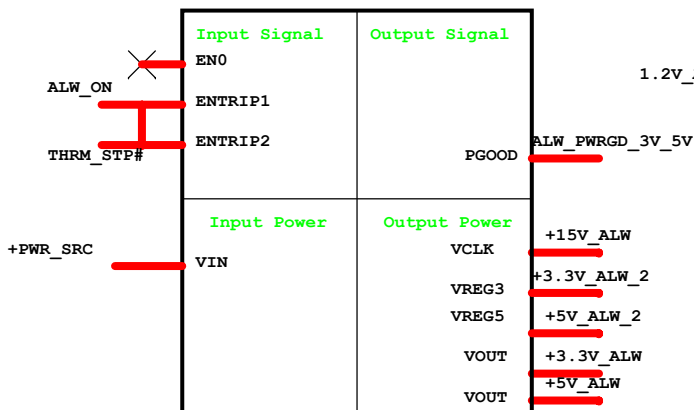 Input Signal
Output Signal
EN0
1.2V_
ALW_ON
ENTRIP1
ENTRIP2
THRM_STP#
PGOOD
ALW_PWRGD_3V_5V
Input Power
Output Power
+PWR_SRC
VIN
VCLK
+15V_ALW
VREG3
+3.3V_ALW_2
VREG5
+5V_ALW_2
VOUT
+3.3V_ALW
VOUT
+5V_ALW